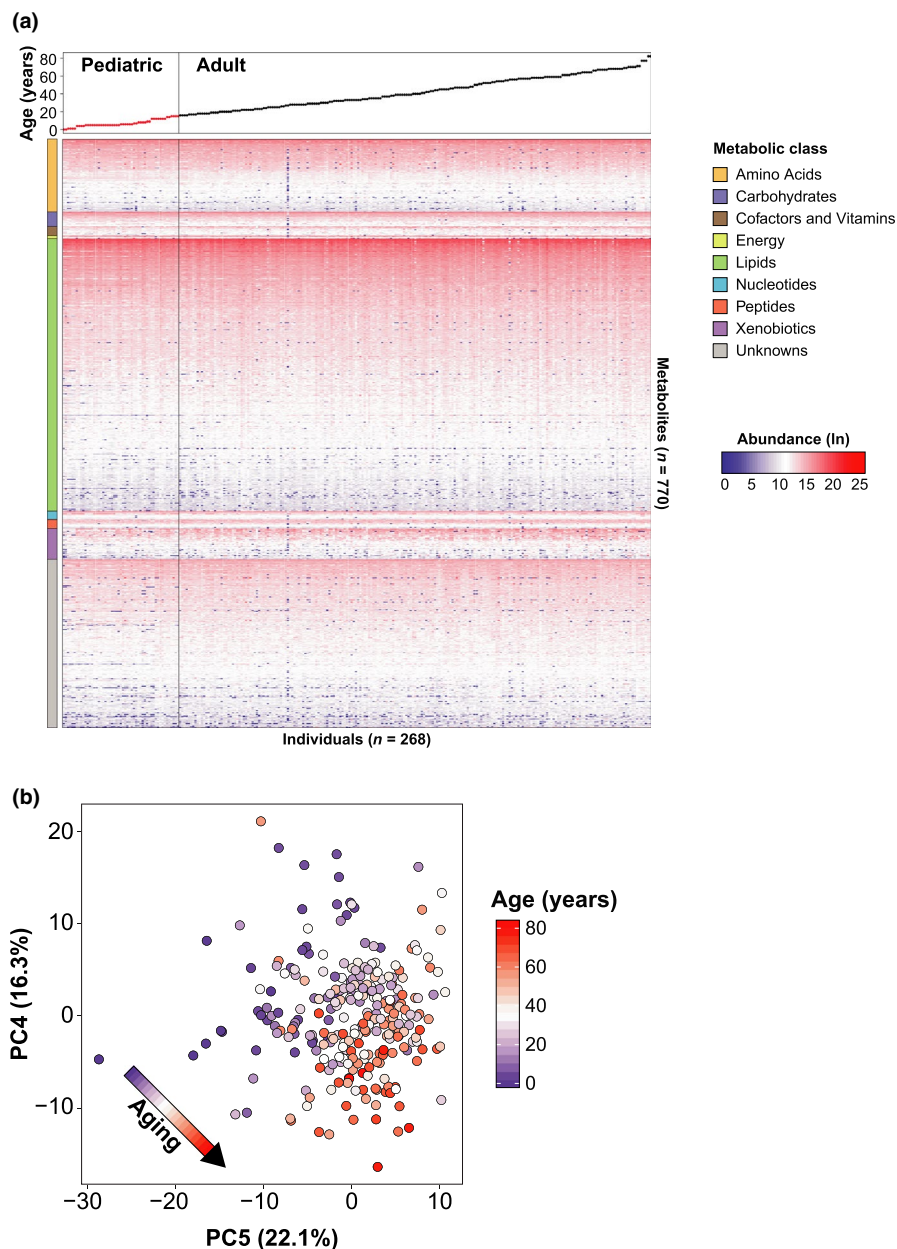 (a)
Age (years)
80
60
40
20
0
Pediatric
Adult
Metabolic class
Amino Acids
Carbohydrates
Cofactors and Vitamins
Energy
Lipids
Nucleotides
Peptides
Xenobiotics
Unknowns
Metabolites (n = 770)
Abundance (ln)
0 5 10 15 20 25
Individuals (n = 268)
(b)
PC4 (16.3%)
20
10
0
−10
Aging
−30 −20 −10 0 10
PC5 (22.1%)
Age (years)
80
60
40
20
0